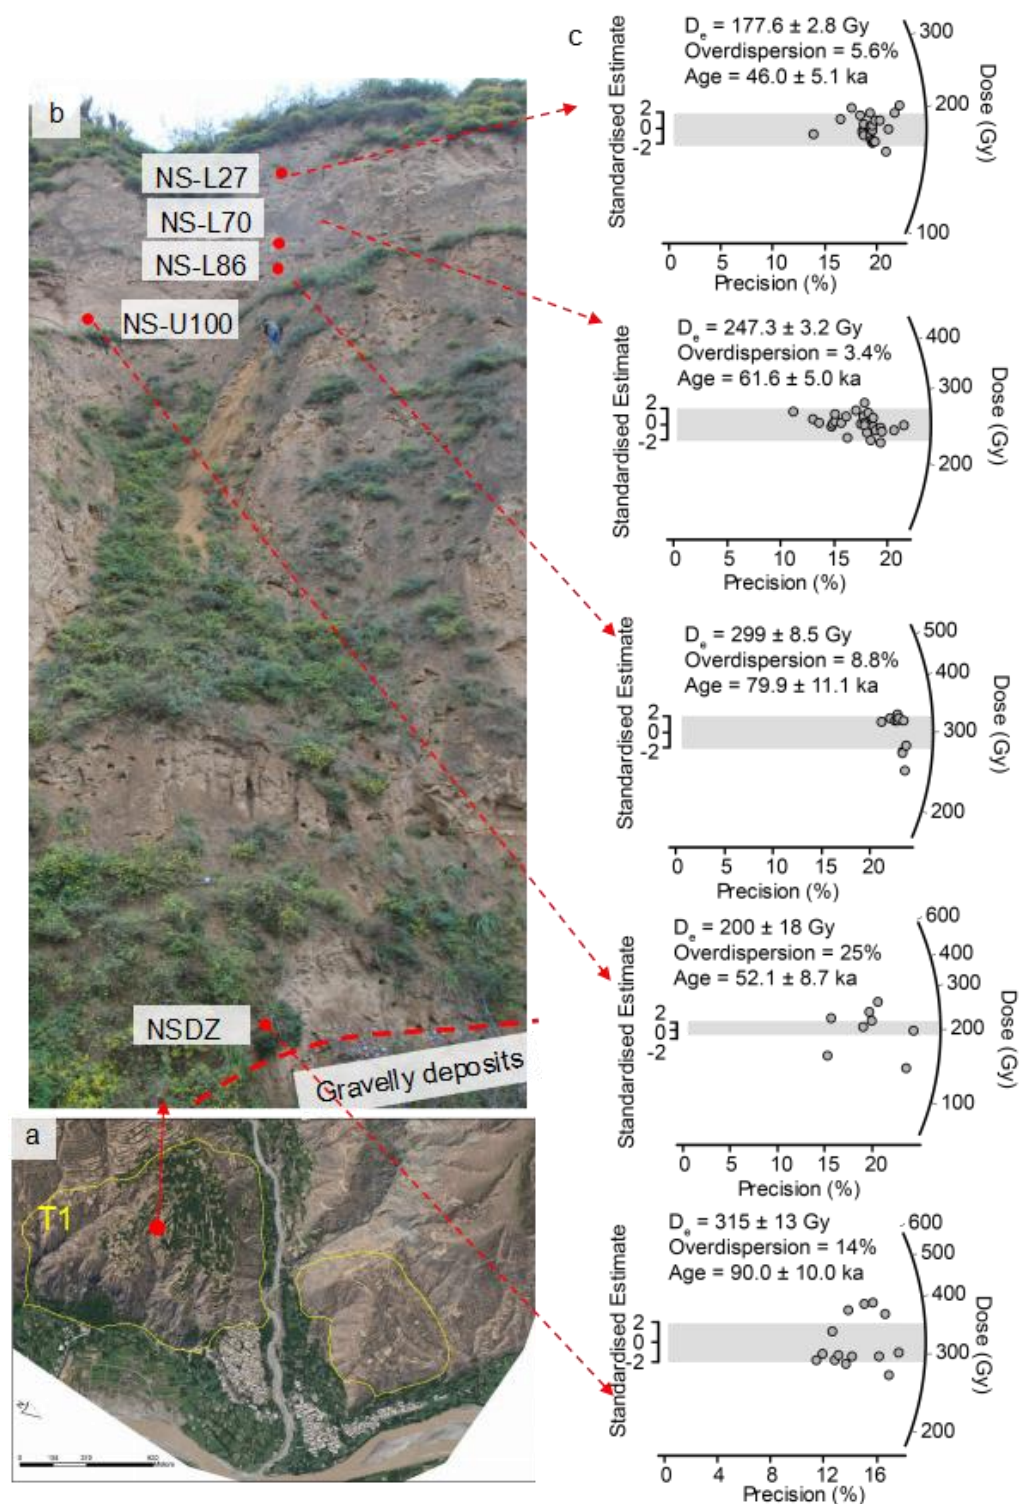 b
NS-L27
NS-L70
NS-L86
NS-U100
NSDZ
Gravelly deposits
a
T1
c
Standardised Estimate
D_e = 177.6 ± 2.8 Gy
Overdispersion = 5.6%
Age = 46.0 ± 5.1 ka
2
0
-2
300
200
100
Dose (Gy)
0 5 10 15 20
Precision (%)
Standardised Estimate
D_e = 247.3 ± 3.2 Gy
Overdispersion = 3.4%
Age = 61.6 ± 5.0 ka
2
0
-2
400
300
200
Dose (Gy)
0 5 10 15 20
Precision (%)
Standardised Estimate
D_e = 299 ± 8.5 Gy
Overdispersion = 8.8%
Age = 79.9 ± 11.1 ka
2
0
-2
500
400
300
200
Dose (Gy)
0 5 10 15 20
Precision (%)
Standardised Estimate
D_e = 200 ± 18 Gy
Overdispersion = 25%
Age = 52.1 ± 8.7 ka
2
0
-2
600
400
300
200
100
Dose (Gy)
0 5 10 15 20
Precision (%)
Standardised Estimate
D_e = 315 ± 13 Gy
Overdispersion = 14%
Age = 90.0 ± 10.0 ka
2
0
-2
600
500
400
300
200
Dose (Gy)
0 4 8 12 16
Precision (%)